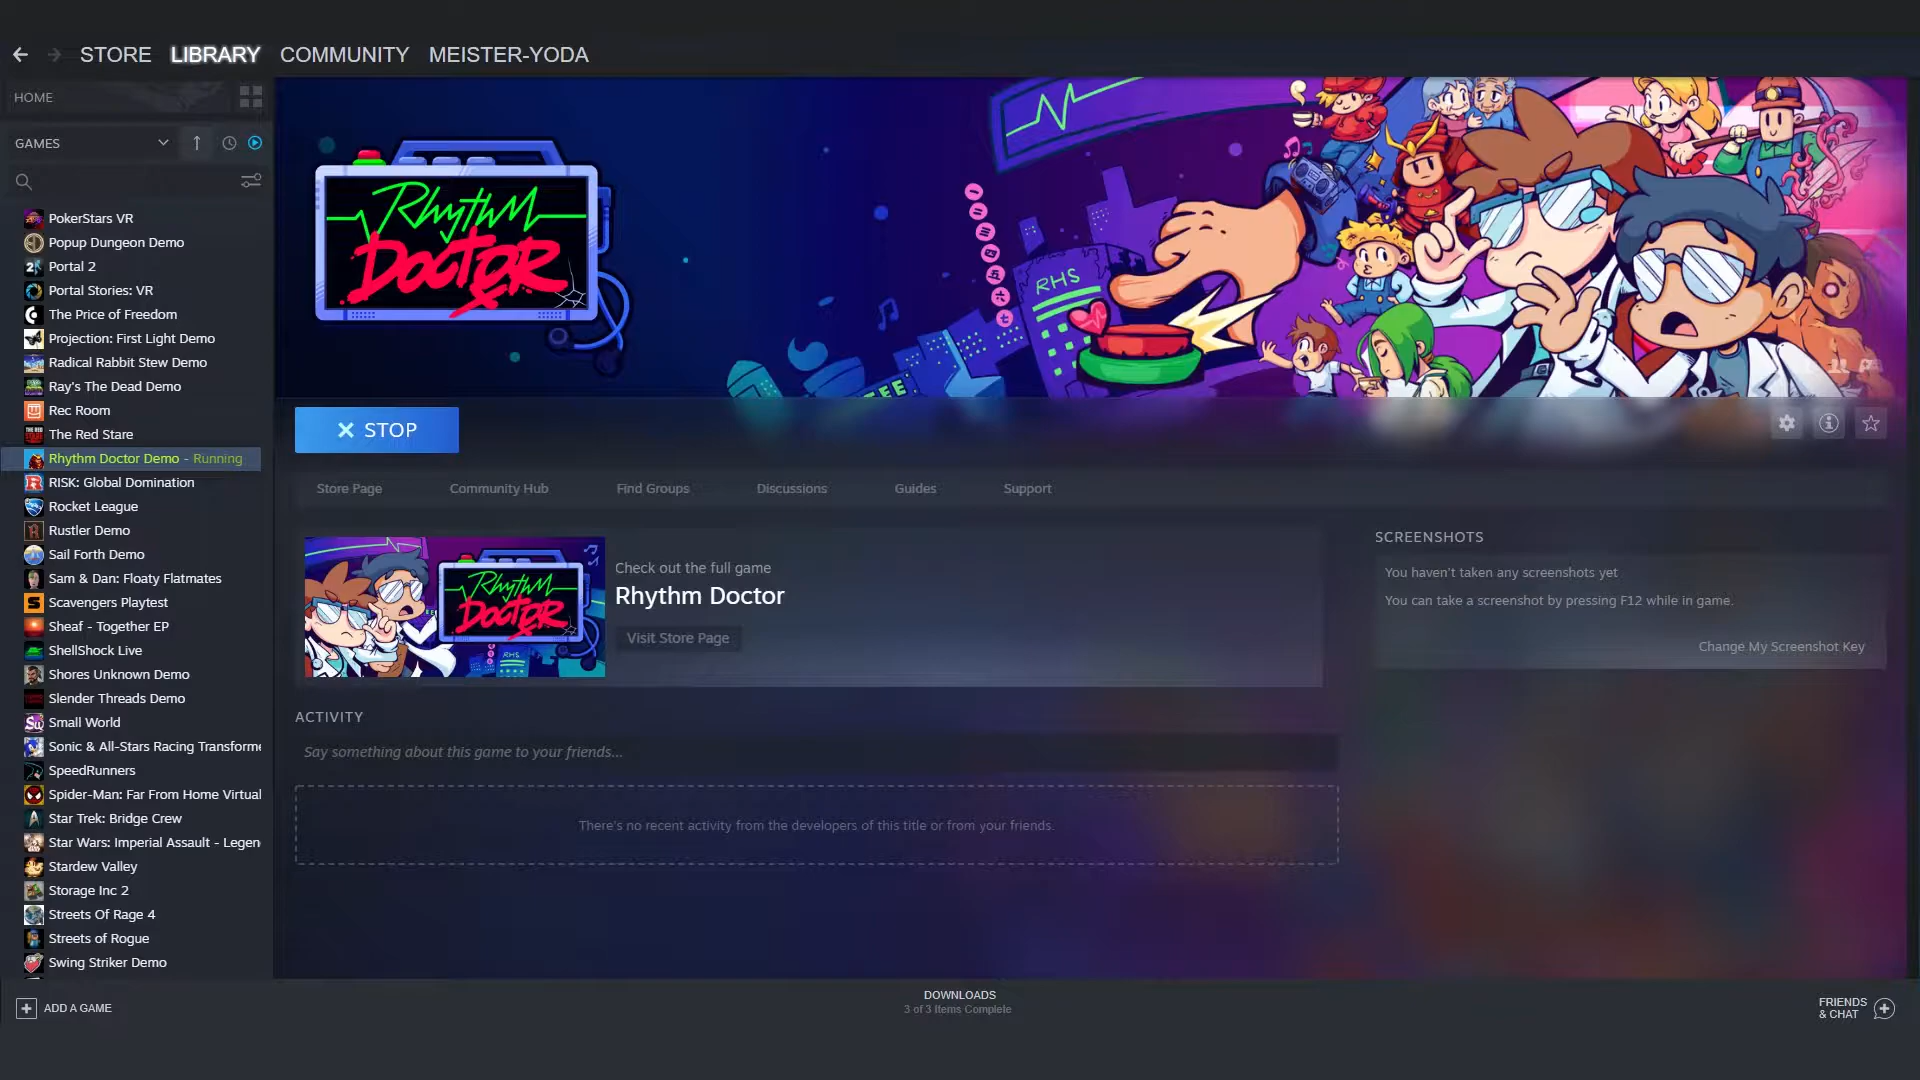 STORE LIBRARY COMMUNITY MEISTER-YODA
HOME
GAMES
PokerStars VR
Popup Dungeon Demo
Portal 2
Portal Stories: VR
The Price of Freedom
Projection: First Light Demo
Radical Rabbit Stew Demo
Ray's The Dead Demo
Rec Room
The Red Stare
Rhythm Doctor Demo - Running
RISK: Global Domination
Rocket League
Rustler Demo
Sail Forth Demo
Sam & Dan: Floaty Flatmates
Scavengers Playtest
Sheaf - Together EP
ShellShock Live
Shores Unknown Demo
Slender Threads Demo
Small World
Sonic & All-Stars Racing Transforme
SpeedRunners
Spider-Man: Far From Home Virtual
Star Trek: Bridge Crew
Star Wars: Imperial Assault - Legen
Stardew Valley
Storage Inc 2
Streets Of Rage 4
Streets of Rogue
Swing Striker Demo
ADD A GAME
RHYTHM
DOCTOR
RHS
STOP
Store Page Community Hub Find Groups Discussions Guides Support
RHYTHM
DOCTOR
RHS
Check out the full game
Rhythm Doctor
Visit Store Page
ACTIVITY
Say something about this game to your friends...
There's no recent activity from the developers of this title or from your friends.
SCREENSHOTS
You haven't taken any screenshots yet
You can take a screenshot by pressing F12 while in game.
Change My Screenshot Key
DOWNLOADS
3 of 3 Items Complete
FRIENDS
& CHAT